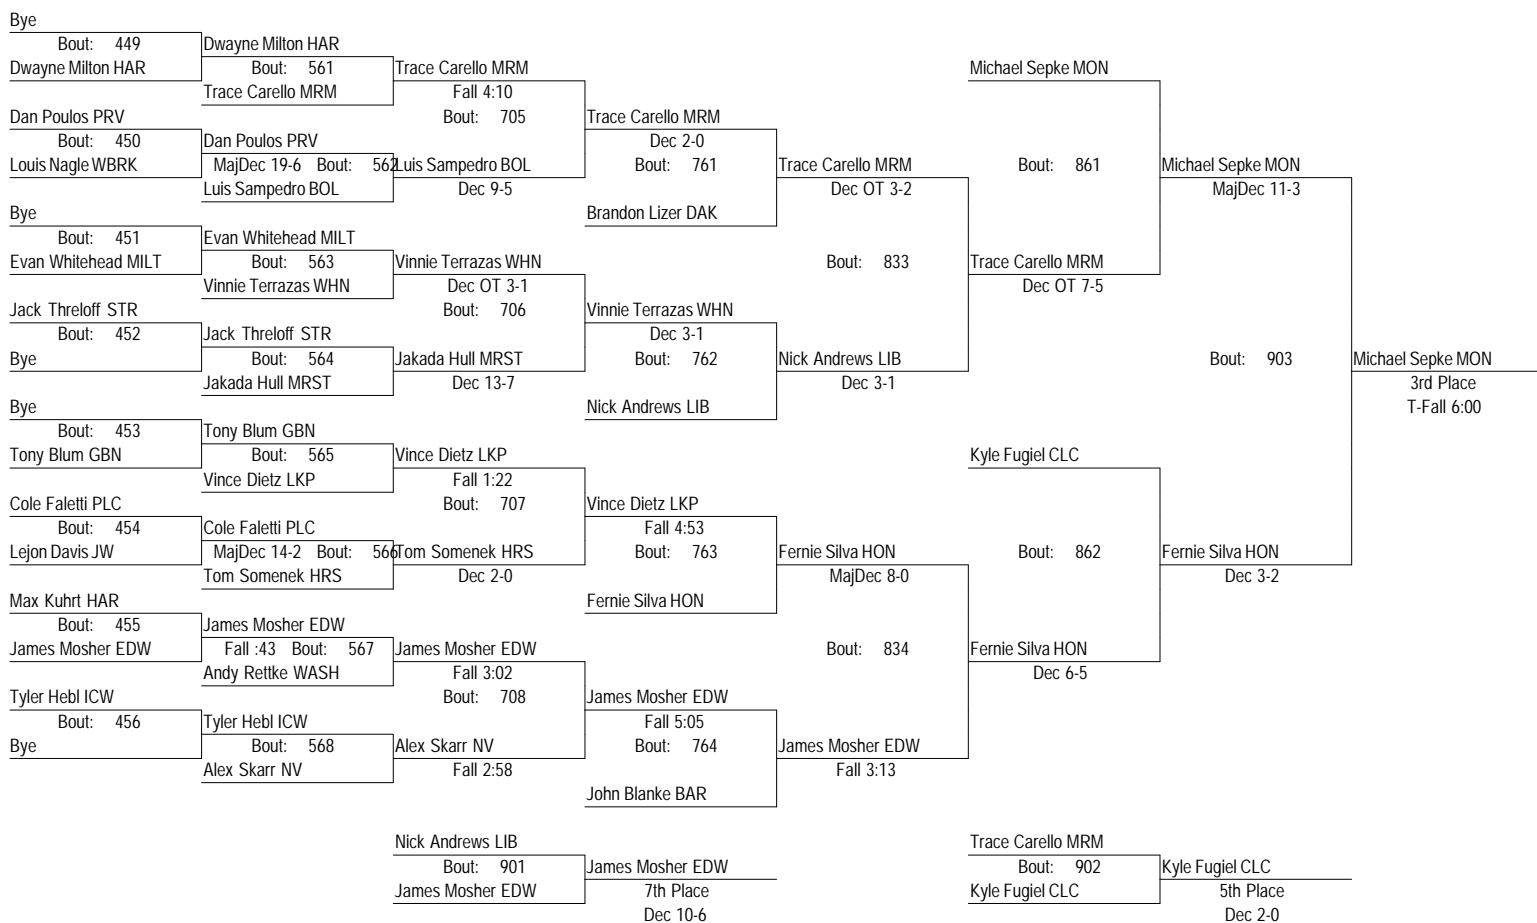 Bye
Bout: 449 Dwayne Milton HAR
Dwayne Milton HAR Bout: 561 Trace Carello MRM Michael Sepke MON
Trace Carello MRM Fall 4:10
Dan Poulos PRV Bout: 705 Trace Carello MRM
Bout: 450 Dan Poulos PRV Dec 2-0
Louis Nagle WBRK MajDec 19-6 Bout: 562 Luis Sampedro BOL Bout: 761 Trace Carello MRM Bout: 861 Michael Sepke MON
Luis Sampedro BOL Dec 9-5 Dec OT 3-2 MajDec 11-3
Bye Brandon Lizer DAK
Bout: 451 Evan Whitehead MILT
Evan Whitehead MILT Bout: 563 Vinnie Terrazas WHN Bout: 833 Trace Carello MRM
Vinnie Terrazas WHN Dec OT 3-1 Dec OT 7-5
Jack Threloff STR Bout: 706 Vinnie Terrazas WHN
Bout: 452 Jack Threloff STR Dec 3-1
Bye Bout: 564 Jakada Hull MRST Bout: 762 Nick Andrews LIB Bout: 903 Michael Sepke MON
Jakada Hull MRST Dec 13-7 Dec 3-1 3rd Place
Bye Nick Andrews LIB T-Fall 6:00
Bout: 453 Tony Blum GBN
Tony Blum GBN Bout: 565 Vince Dietz LKP Kyle Fugiel CLC
Vince Dietz LKP Fall 1:22
Cole Faletti PLC Bout: 707 Vince Dietz LKP
Bout: 454 Cole Faletti PLC Fall 4:53
Lejon Davis JW MajDec 14-2 Bout: 566 Tom Somenek HRS Bout: 763 Fernie Silva HON Bout: 862 Fernie Silva HON
Tom Somenek HRS Dec 2-0 MajDec 8-0 Dec 3-2
Max Kuhrt HAR Fernie Silva HON
Bout: 455 James Mosher EDW
James Mosher EDW Fall :43 Bout: 567 James Mosher EDW Bout: 834 Fernie Silva HON
Andy Rettke WASH Fall 3:02 Dec 6-5
Tyler Hebl ICW Bout: 708 James Mosher EDW
Bout: 456 Tyler Hebl ICW Fall 5:05
Bye Bout: 568 Alex Skarr NV Bout: 764 James Mosher EDW
Alex Skarr NV Fall 2:58 Fall 3:13
John Blanke BAR
Nick Andrews LIB Trace Carello MRM
Bout: 901 James Mosher EDW Bout: 902 Kyle Fugiel CLC
James Mosher EDW 7th Place Kyle Fugiel CLC 5th Place
Dec 10-6 Dec 2-0